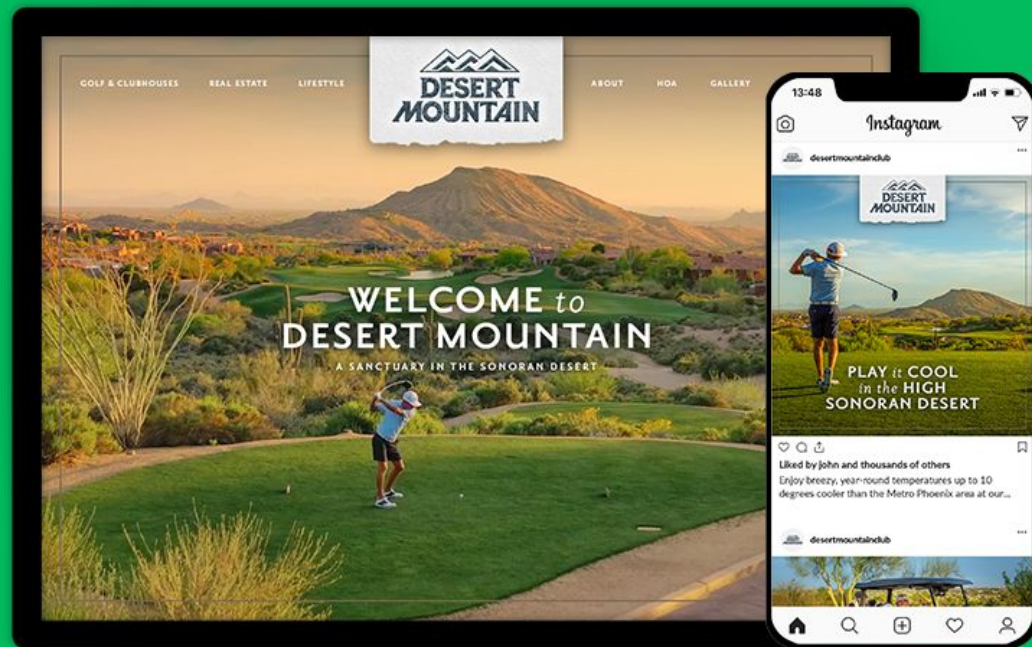 GOLF & CLUBHOUSES
REAL ESTATE
LIFESTYLE
DESERT
MOUNTAIN
ABOUT
HOA
GALLERY
WELCOME to
DESERT MOUNTAIN
A SANCTUARY IN THE SONORAN DESERT
13:48
Instagram
desertmountainclub
DESERT
MOUNTAIN
PLAY it COOL
in the HIGH
SONORAN DESERT
Liked by john and thousands of others
Enjoy breezy, year-round temperatures up to 10
degrees cooler than the Metro Phoenix area at our...
desertmountainclub